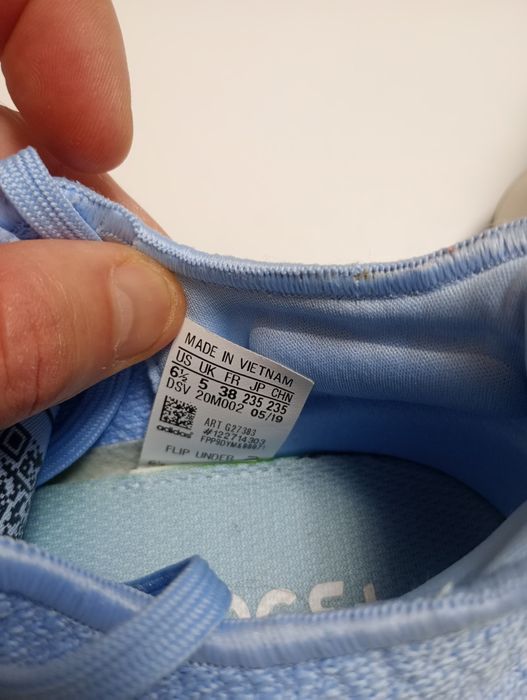 MADE IN VIETNAM
US UK FR JP CHN
6½ 5 38 235 235
DSV 20M002 05/19
adidas
ART G27383
#122714303
FLIP UNDER